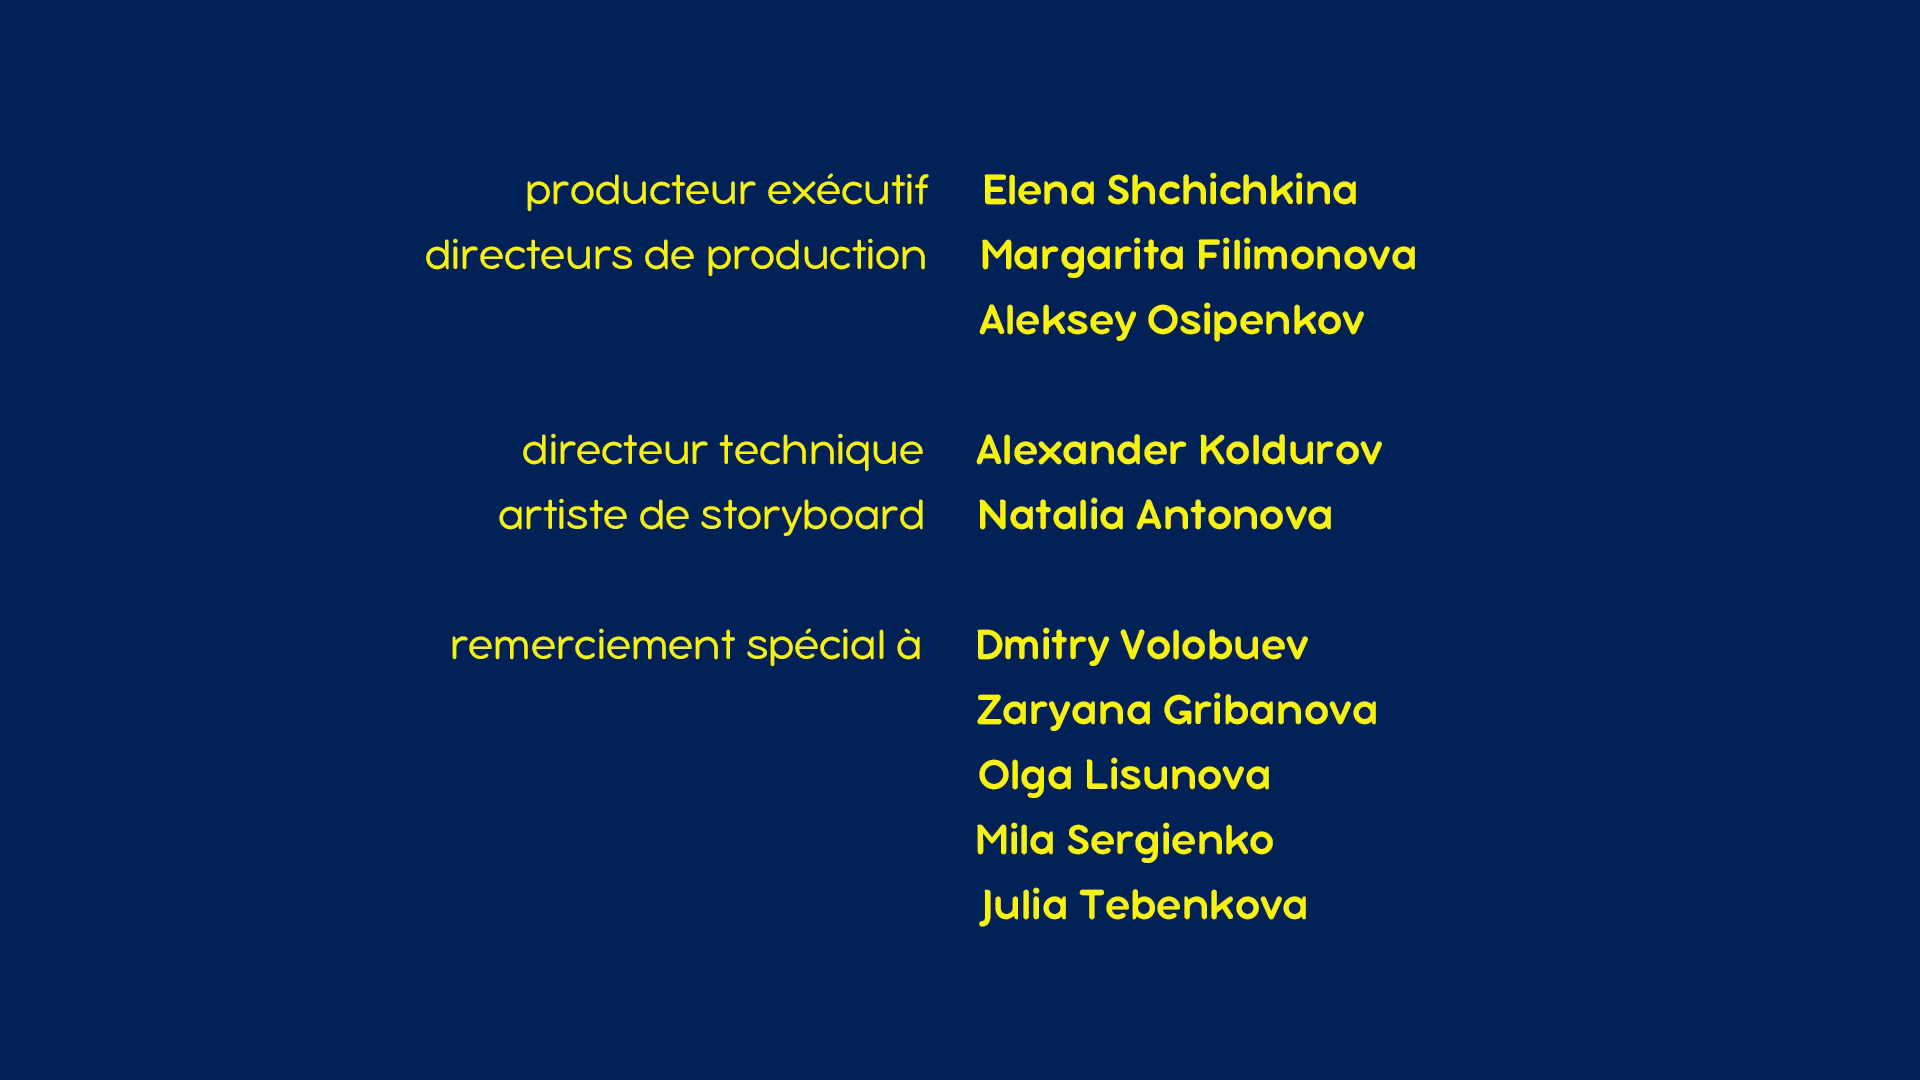 producteur exécutif Elena Shchichkina
directeurs de production Margarita Filimonova
Aleksey Osipenkov
directeur technique Alexander Koldurov
artiste de storyboard Natalia Antonova
remerciement spécial à Dmitry Volobuev
Zaryana Gribanova
Olga Lisunova
Mila Sergienko
Julia Tebenkova